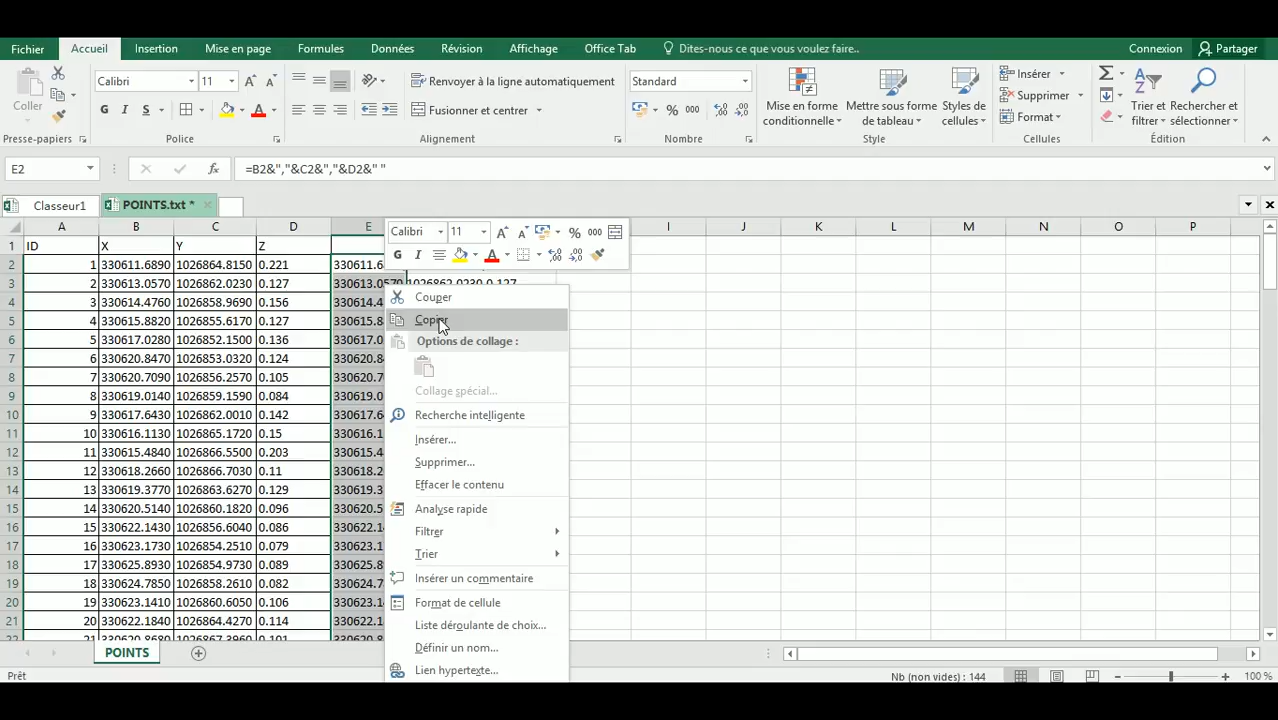 Fichier Accueil Insertion Mise en page Formules Données Révision Affichage Office Tab Dites-nous ce que vous voulez faire.. Connexion Partager
Coller
Calibri 11
G I S
Renvoyer à la ligne automatiquement
Fusionner et centrer
Standard
% 000
Mise en forme conditionnelle
Mettre sous forme de tableau
Styles de cellules
Insérer
Supprimer
Format
Trier et filtrer
Rechercher et sélectionner
Presse-papiers Police Alignement Nombre Style Cellules Édition
E2 fx =B2&","&C2&","&D2&" "
Classeur1 POINTS.txt *
A B C D E I J K L M N O P
Calibri 11 % 000
G I A
1 ID X Y Z
2 1 330611.6890 1026864.8150 0.221 330611.6
3 2 330613.0570 1026862.0230 0.127 330613.0570,1026862.0230,0.127
4 3 330614.4760 1026858.9690 0.156 330614.4
5 4 330615.8820 1026855.6170 0.127 330615.8
6 5 330617.0280 1026852.1500 0.136 330617.0
7 6 330620.8470 1026853.0320 0.124 330620.8
8 7 330620.7090 1026856.2570 0.105 330620.7
9 8 330619.0140 1026859.1590 0.084 330619.0
10 9 330617.6430 1026862.0010 0.142 330617.6
11 10 330616.1130 1026865.1720 0.15 330616.1
12 11 330615.4840 1026866.5500 0.203 330615.4
13 12 330618.2660 1026866.7030 0.11 330618.2
14 13 330619.3770 1026863.6270 0.129 330619.3
15 14 330620.5140 1026860.1820 0.096 330620.5
16 15 330622.1430 1026856.6040 0.086 330622.1
17 16 330623.1730 1026854.2510 0.079 330623.1
18 17 330625.8930 1026854.9730 0.089 330625.8
19 18 330624.7850 1026858.2610 0.082 330624.7
20 19 330623.1410 1026860.6050 0.106 330623.1
21 20 330622.1840 1026864.4270 0.114 330622.1
22 21 330620.8680 1026867.3960 0.101 330620.8
Couper
Copier
Options de collage :
Collage spécial...
Recherche intelligente
Insérer...
Supprimer...
Effacer le contenu
Analyse rapide
Filtrer
Trier
Insérer un commentaire
Format de cellule
Liste déroulante de choix...
Définir un nom...
Lien hypertexte...
POINTS
Prêt Nb (non vides) : 144 100 %